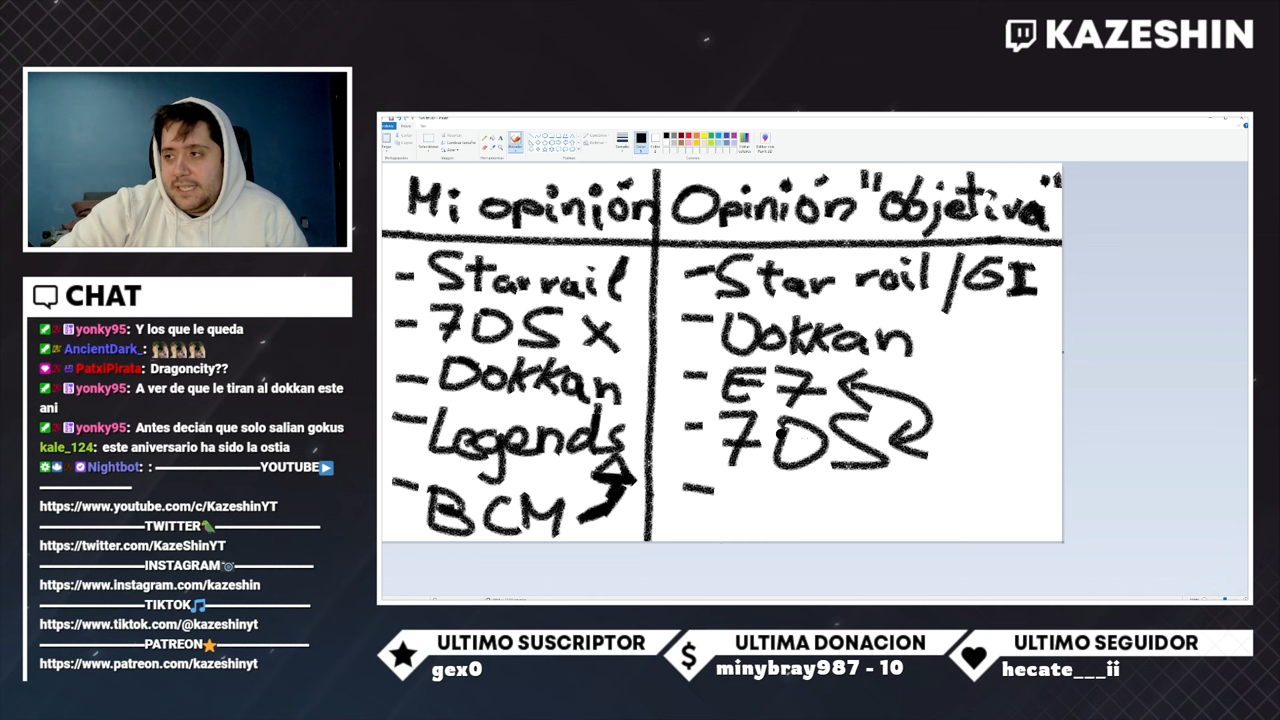 KAZESHIN
CHAT
yonky95: Y los que le queda
AncientDark_:
PatxiPirata: Dragoncity??
yonky95: A ver de que le tiran al dokkan este
ani
yonky95: Antes decian que solo salian gokus
kale_124: este aniversario ha sido la ostia
Nightbot: : ————YOUTUBE
————
https://www.youtube.com/c/KazeshinYT
————TWITTER————
https://twitter.com/KazeShinYT
————INSTAGRAM————
https://www.instagram.com/kazeshin
————TIKTOK————
https://www.tiktok.com/@kazeshinyt
————PATREON————
https://www.patreon.com/kazeshinyt
Mi opinión
- Starrail
- 7DS X
- Dokkan
- Legends
- BCM
Opinión "objetiva"
- Star rail/GI
- Dokkan
- E7
- 7DS
-
ULTIMO SUSCRIPTOR
gex0
ULTIMA DONACION
minybray987 - 10
ULTIMO SEGUIDOR
hecate___ii